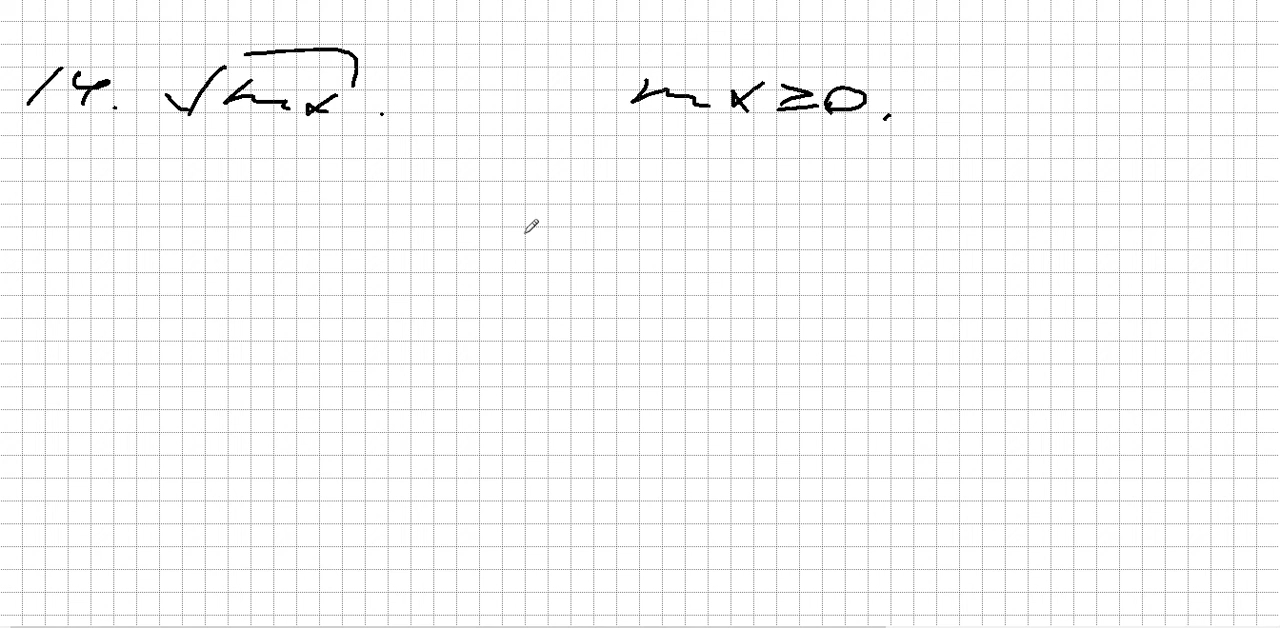 14. √ln x . ln x ≥ 0.